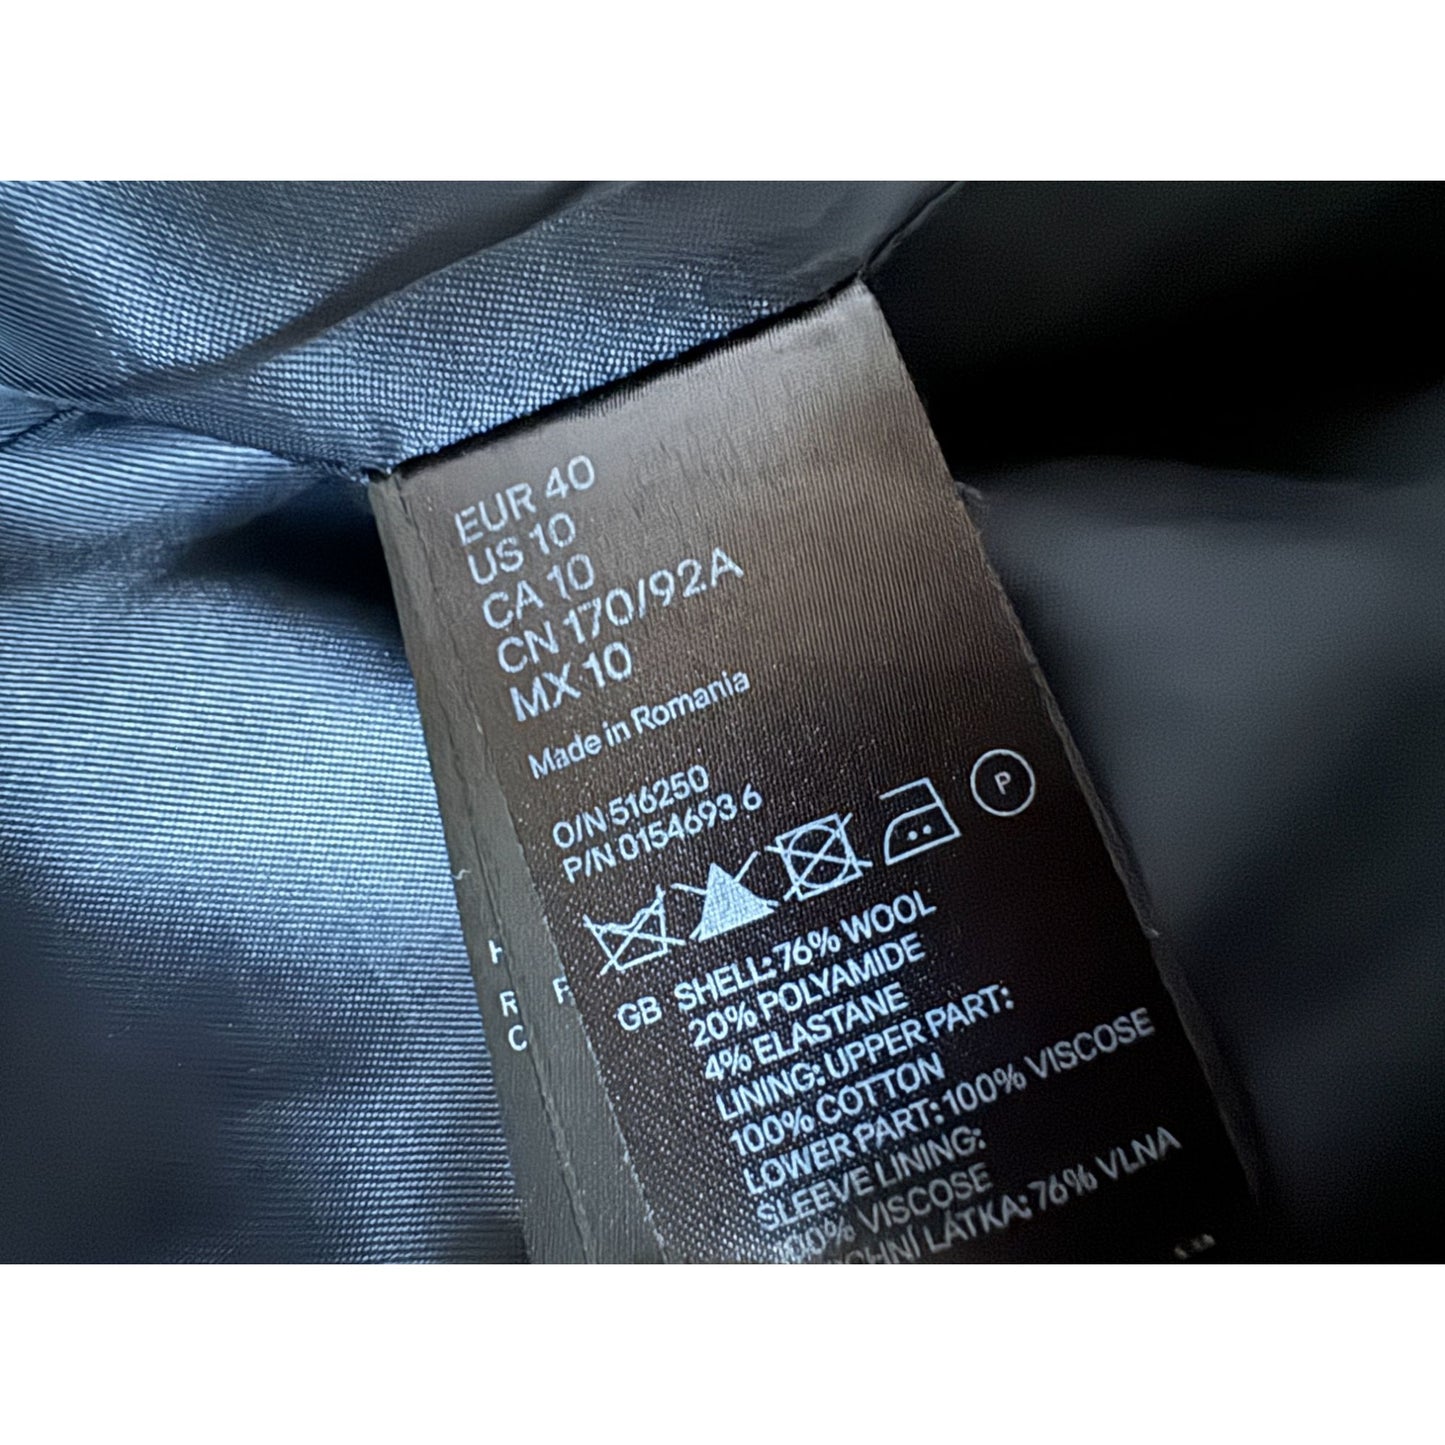 EUR 40
US 10
CA 10
CN 170/92A
MX 10
Made in Romania
O/N 516250
P/N 0154693 6
P
GB SHELL: 76% WOOL
20% POLYAMIDE
4% ELASTANE
LINING: UPPER PART:
100% COTTON
LOWER PART: 100% VISCOSE
SLEEVE LINING:
100% VISCOSE
LÁTKA: 76% VLNA
F
R
C